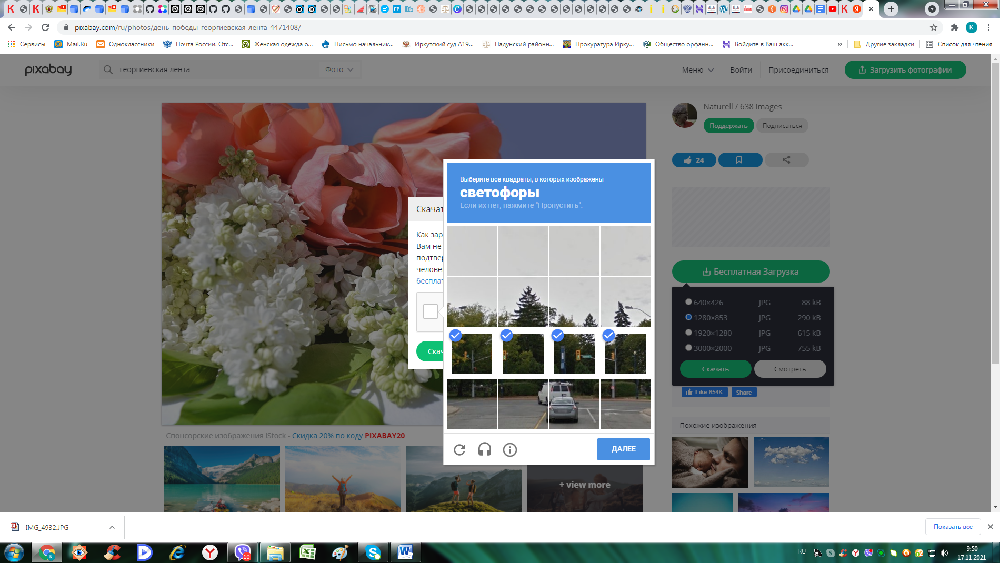 pixabay.com/ru/photos/день-победы-георгиевская-лента-4471408/
K
Сервисы
Mail.Ru
Одноклассники
Почта России. Отс...
Женская одежда о...
Письмо начальник...
Иркутский суд А19...
Падунский районн...
Прокуратура Ирку...
Общество орфанн...
Войдите в Ваш акк...
»
Другие закладки
Список для чтения
pixabay
георгиевская лента
Фото
Меню
Войти
Присоединиться
Загрузить фотографии
Naturell / 638 images
Поддержать
Подписаться
24
Выберите все квадраты, в которых изображены
светофоры
Если их нет, нажмите "Пропустить".
Скачат
Как зар
Вам не
подтвер
человек
бесплат
Скач
Бесплатная Загрузка
640×426 JPG 88 kB
1280×853 JPG 290 kB
1920×1280 JPG 615 kB
3000×2000 JPG 755 kB
Скачать
Смотреть
Like 654K
Share
Похожие изображения
ДАЛЕЕ
Спонсорские изображения iStock - Скидка 20% по коду PIXABAY20
+ view more
IMG_4932.JPG
Показать все
10
RU
9:50
17.11.2021